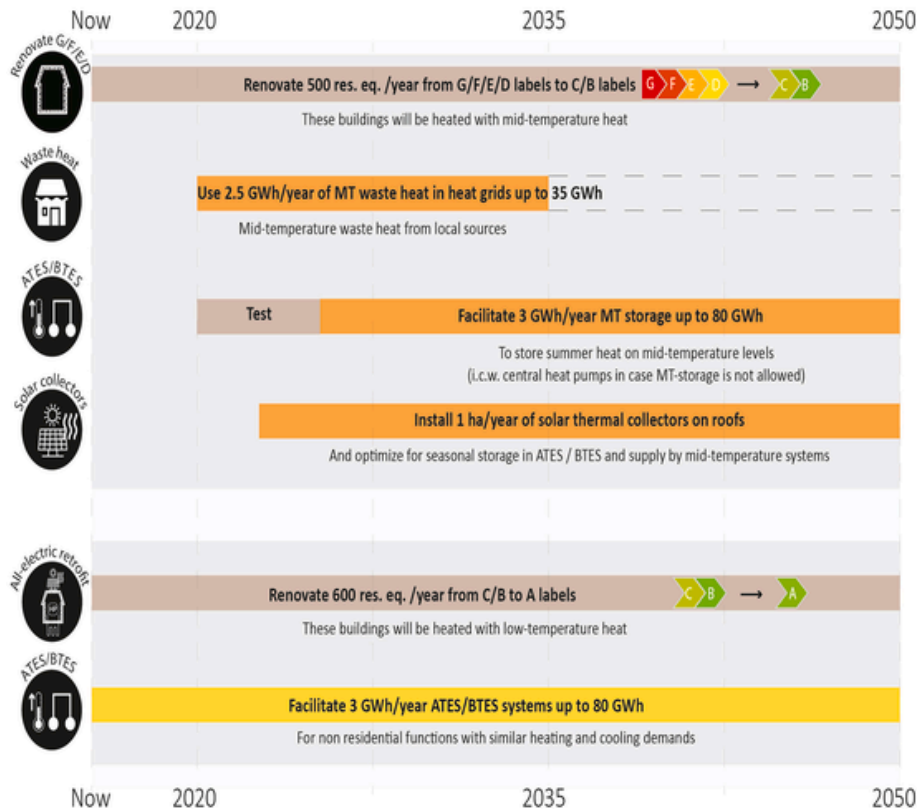 Now 2020 2035 2050
Renovate G/F/E/D
Renovate 500 res. eq. /year from G/F/E/D labels to C/B labels G F E D → C B
These buildings will be heated with mid-temperature heat
Waste heat
Use 2.5 GWh/year of MT waste heat in heat grids up to 35 GWh
Mid-temperature waste heat from local sources
ATES/BTES
Test Facilitate 3 GWh/year MT storage up to 80 GWh
To store summer heat on mid-temperature levels
(i.c.w. central heat pumps in case MT-storage is not allowed)
Solar collectors
Install 1 ha/year of solar thermal collectors on roofs
And optimize for seasonal storage in ATES / BTES and supply by mid-temperature systems
All-electric retrofit
HP
Renovate 600 res. eq. /year from C/B to A labels C B → A
These buildings will be heated with low-temperature heat
ATES/BTES
Facilitate 3 GWh/year ATES/BTES systems up to 80 GWh
For non residential functions with similar heating and cooling demands
Now 2020 2035 2050